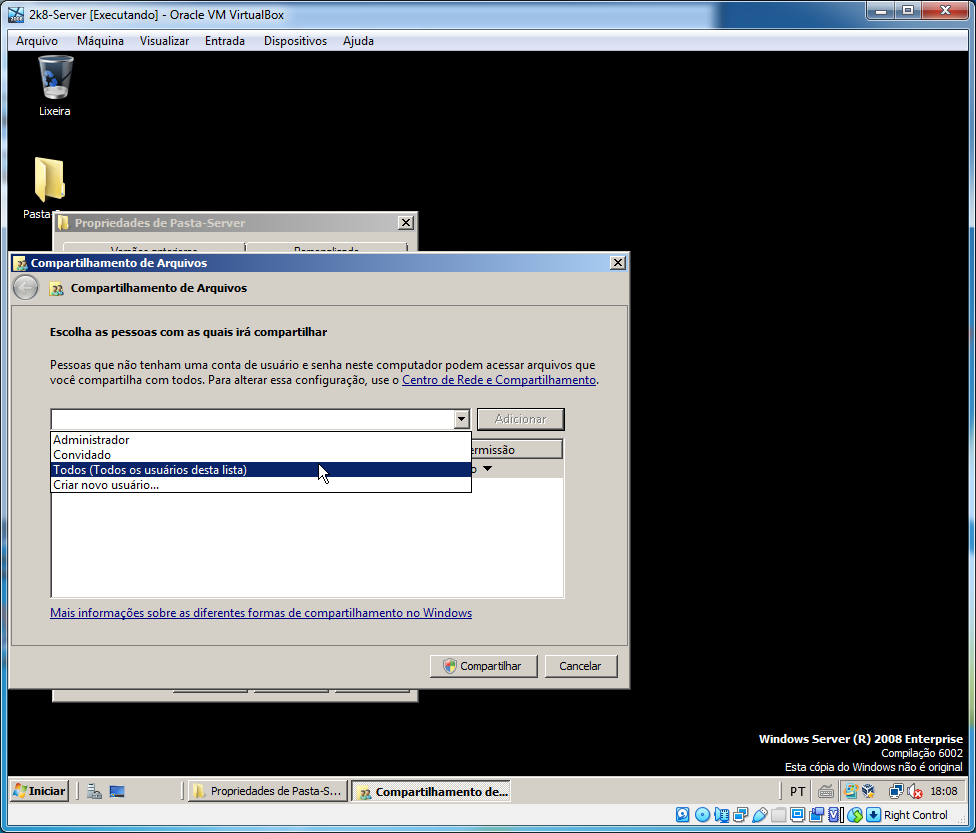 2k8-Server [Executando] - Oracle VM VirtualBox
Arquivo Máquina Visualizar Entrada Dispositivos Ajuda
Lixeira
Propriedades de Pasta-Server
Versões anteriores Personalizado
Compartilhamento de Arquivos
Compartilhamento de Arquivos
Escolha as pessoas com as quais irá compartilhar
Pessoas que não tenham uma conta de usuário e senha neste computador podem acessar arquivos que
você compartilha com todos. Para alterar essa configuração, use o Centro de Rede e Compartilhamento.
Adicionar
Administrador
Convidado
Todos (Todos os usuários desta lista)
Criar novo usuário...
Mais informações sobre as diferentes formas de compartilhamento no Windows
Compartilhar Cancelar
Windows Server (R) 2008 Enterprise
Compilação 6002
Esta cópia do Windows não é original
Iniciar Propriedades de Pasta-S... Compartilhamento de... PT 18:08
Right Control